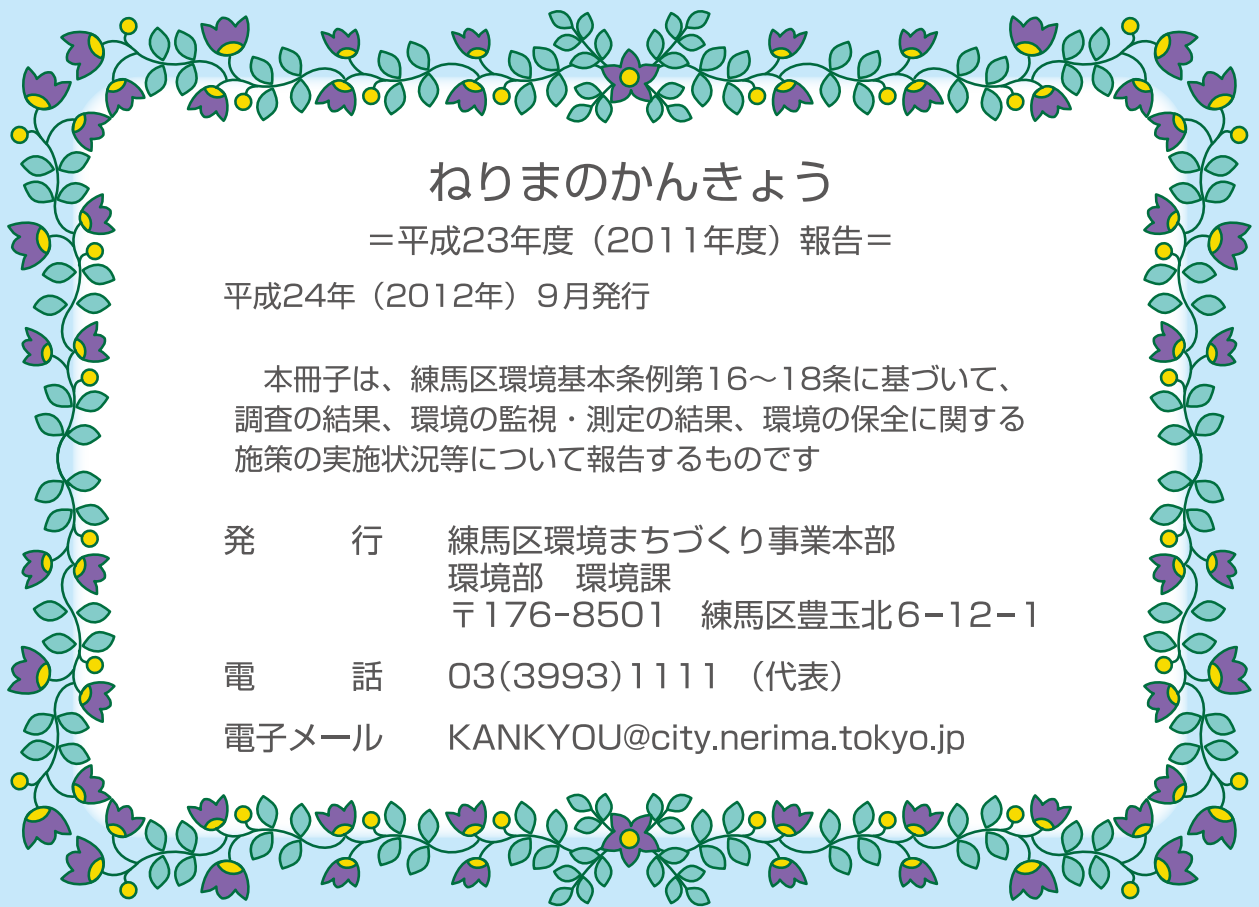 ねりまのかんきょう
＝平成23年度（2011年度）報告＝
平成24年（2012年）９月発行
本冊子は、練馬区環境基本条例第16〜18条に基づいて、
調査の結果、環境の監視・測定の結果、環境の保全に関する
施策の実施状況等について報告するものです
発　　　行　　練馬区環境まちづくり事業本部
環境部　環境課
〒176-8501　練馬区豊玉北６−12−１
電　　　話　　03(3993)1111　（代表）
電子メール　　KANKYOU@city.nerima.tokyo.jp